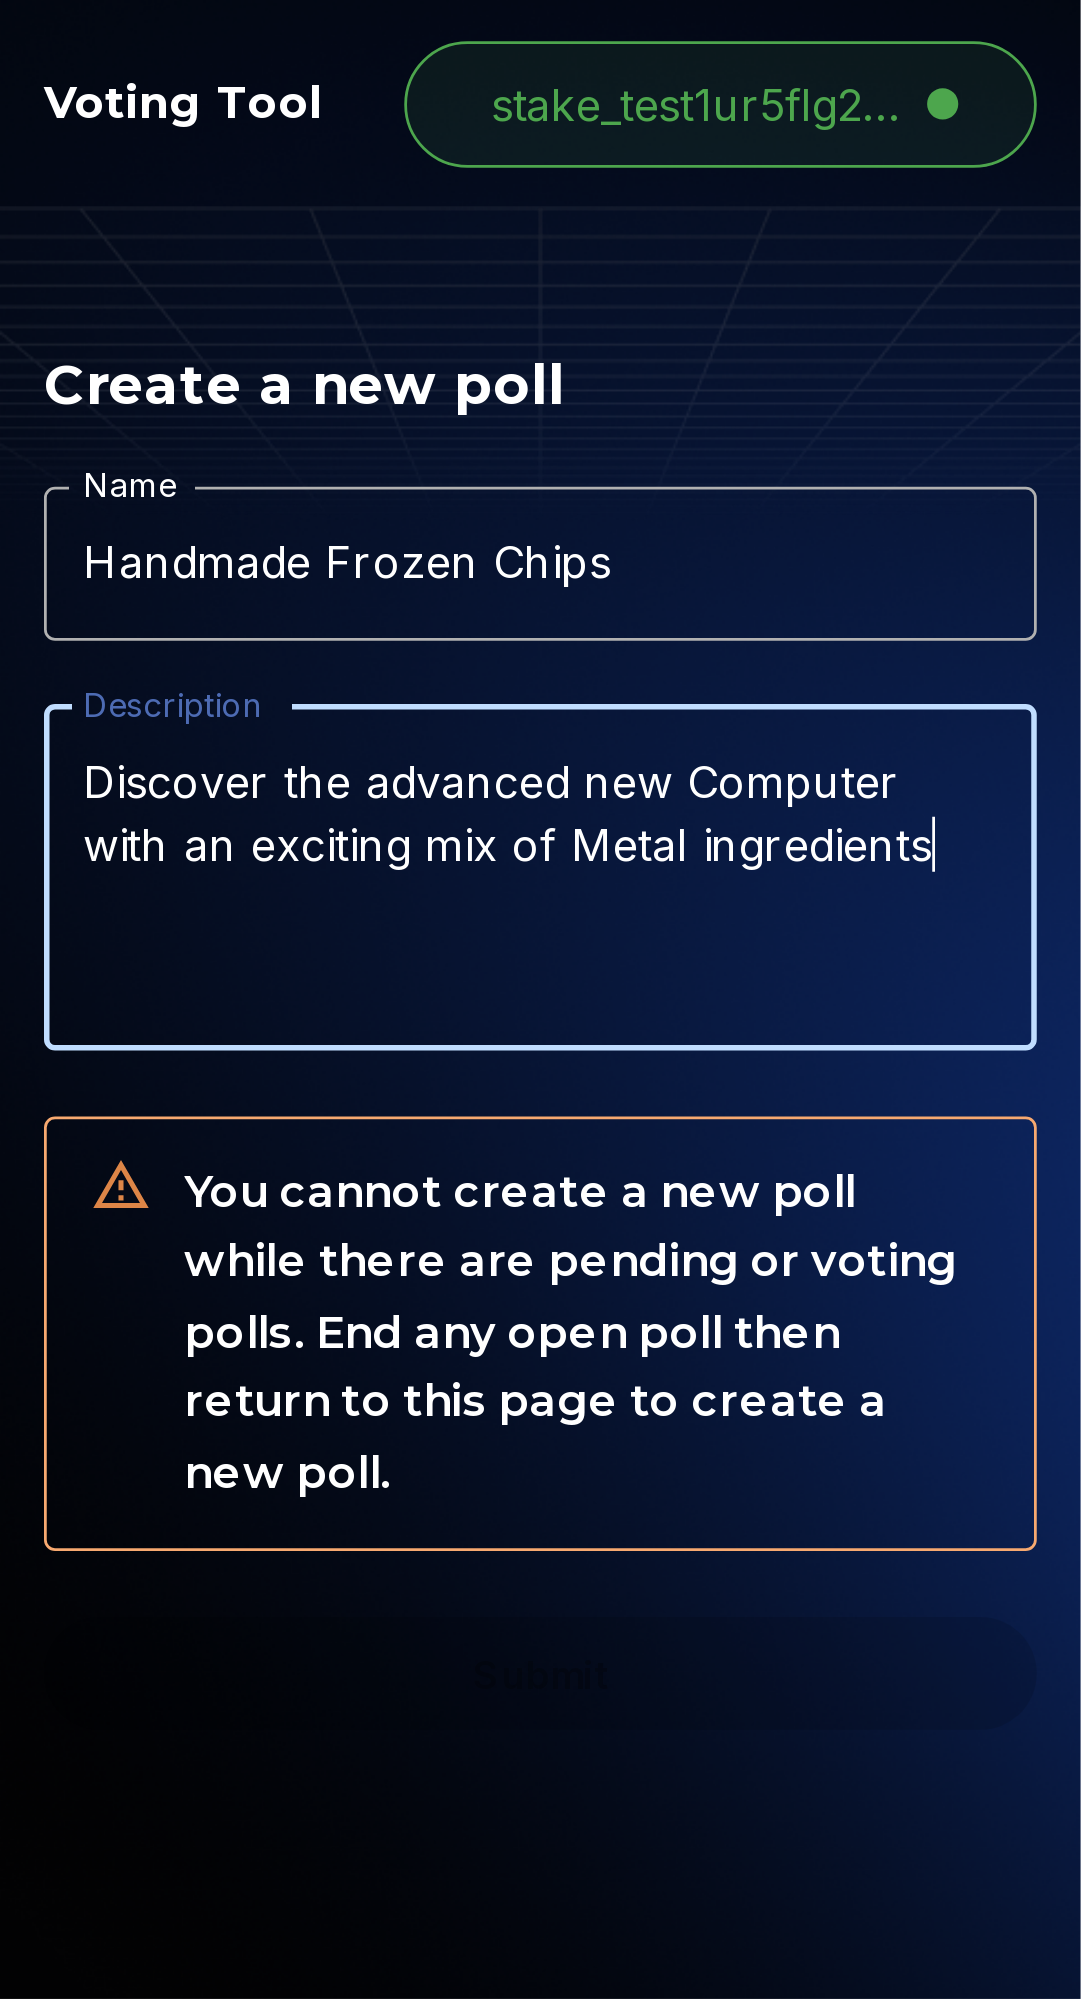 Voting Tool
stake_test1ur5flg2...
Create a new poll
Name
Handmade Frozen Chips
Description
Discover the advanced new Computer
with an exciting mix of Metal ingredients
You cannot create a new poll
while there are pending or voting
polls. End any open poll then
return to this page to create a
new poll.
Submit